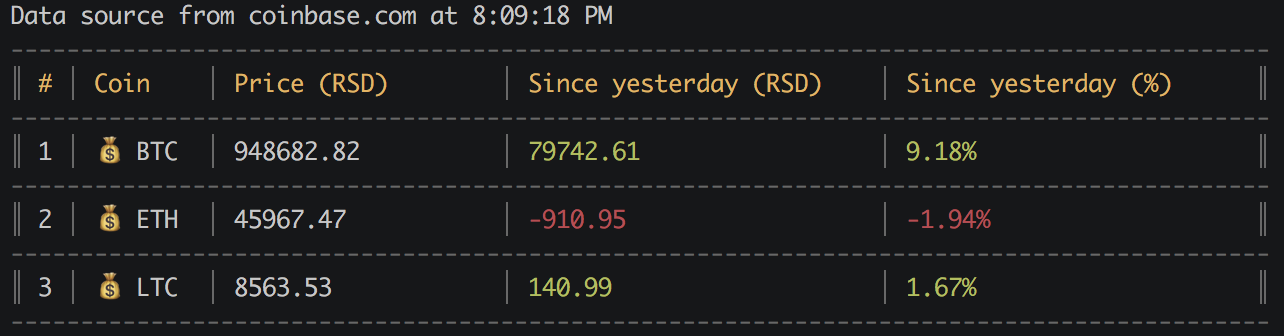 Data source from coinbase.com at 8:09:18 PM
# | Coin | Price (RSD) | Since yesterday (RSD) | Since yesterday (%)
1 | 💰 BTC | 948682.82 | 79742.61 | 9.18%
2 | 💰 ETH | 45967.47 | -910.95 | -1.94%
3 | 💰 LTC | 8563.53 | 140.99 | 1.67%